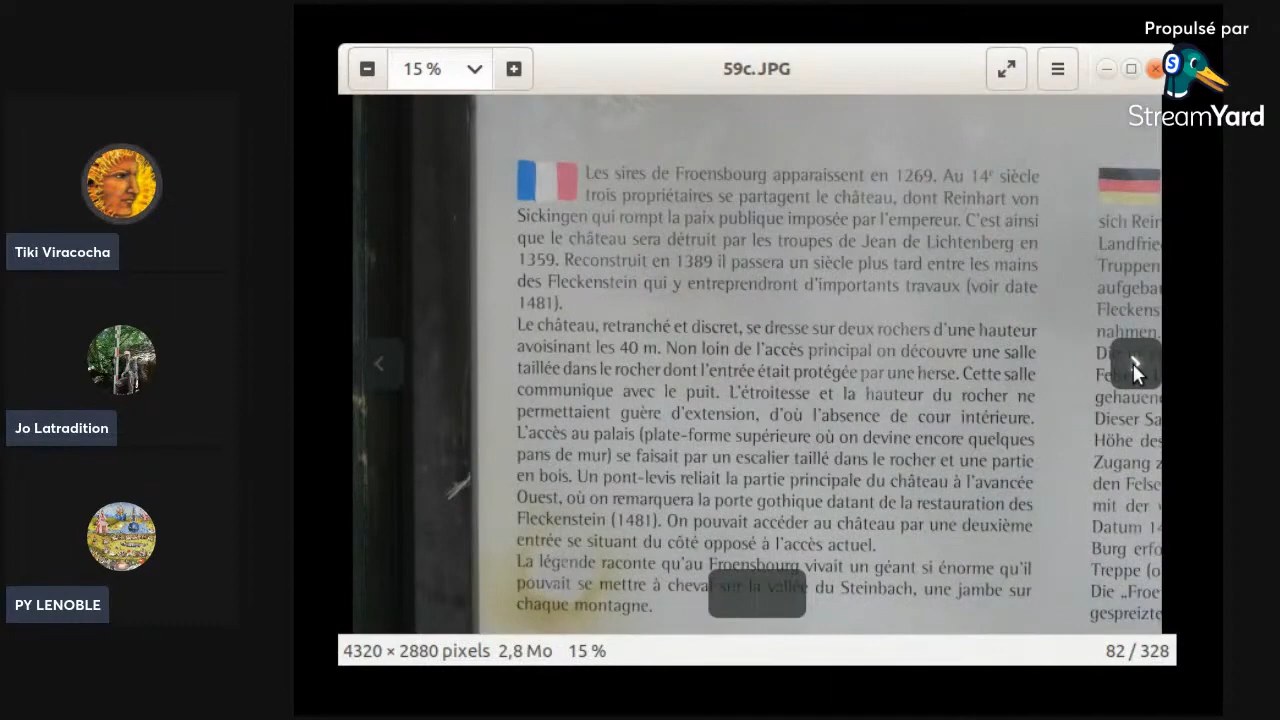 Propulsé par
StreamYard
15 %
59c.JPG
Tiki Viracocha
Jo Latradition
PY LENOBLE
Les sires de Froensbourg apparaissent en 1269. Au 14e siècle
trois propriétaires se partagent le château, dont Reinhart von
Sickingen qui rompt la paix publique imposée par l'empereur. C'est ainsi
que le château sera détruit par les troupes de Jean de Lichtenberg en
1359. Reconstruit en 1389 il passera un siècle plus tard entre les mains
des Fleckenstein qui y entreprendront d'importants travaux (voir date
1481).
Le château, retranché et discret, se dresse sur deux rochers d'une hauteur
avoisinant les 40 m. Non loin de l'accès principal on découvre une salle
taillée dans le rocher dont l'entrée était protégée par une herse. Cette salle
communique avec le puit. L'étroitesse et la hauteur du rocher ne
permettaient guère d'extension, d'où l'absence de cour intérieure.
L'accès au palais (plate-forme supérieure où on devine encore quelques
pans de mur) se faisait par un escalier taillé dans le rocher et une partie
en bois. Un pont-levis reliait la partie principale du château à l'avancée
Ouest, où on remarquera la porte gothique datant de la restauration des
Fleckenstein (1481). On pouvait accéder au château par une deuxième
entrée se situant du côté opposé à l'accès actuel.
La légende raconte qu'au Froensbourg vivait un géant si énorme qu'il
pouvait se mettre à cheval sur la vallée du Steinbach, une jambe sur
chaque montagne.
sich Rein
Landfrie
Truppen
aufgebau
Fleckens
nahmen.
gehauen
Dieser Sa
Höhe des
Zugang z
den Felse
mit der
Datum 14
Burg erfo
Treppe (o
Die „Froe
gespreizte
4320 × 2880 pixels 2,8 Mo 15 %
82 / 328